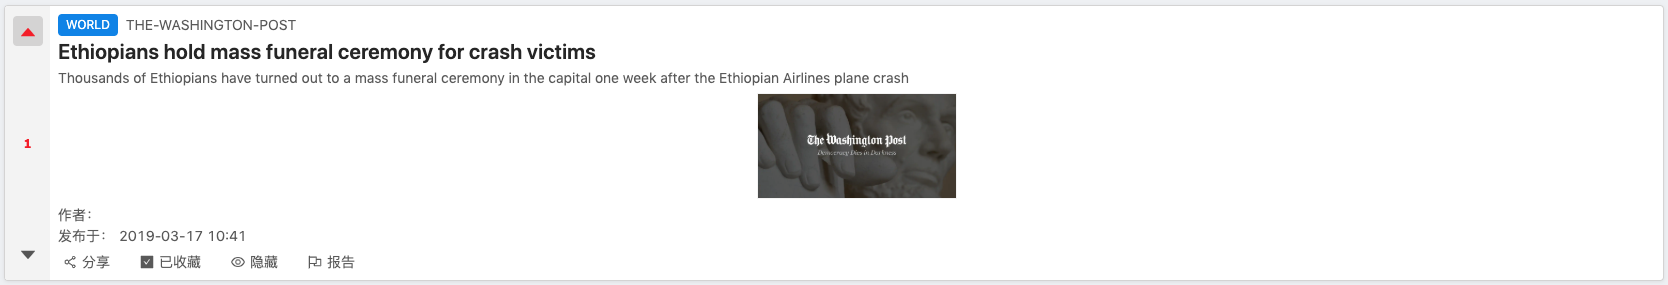 WORLD THE-WASHINGTON-POST
Ethiopians hold mass funeral ceremony for crash victims
Thousands of Ethiopians have turned out to a mass funeral ceremony in the capital one week after the Ethiopian Airlines plane crash
The Washington Post
Democracy Dies in Darkness
1
作者：
发布于： 2019-03-17 10:41
分享 已收藏 隐藏 报告